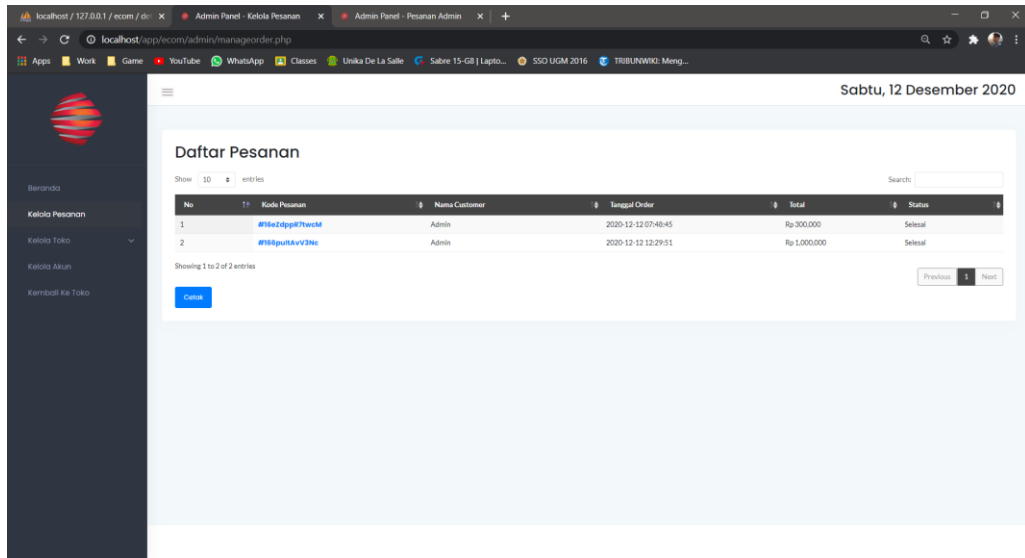 localhost / 127.0.0.1 / ecom / de
Admin Panel - Kelola Pesanan
Admin Panel - Pesanan Admin
localhost/app/ecom/admin/manageorder.php
Apps Work Game YouTube WhatsApp Classes Unika De La Salle Sabre 15-G8 | Lapto... SSO UGM 2016 TRIBUNWIKI: Meng...
Sabtu, 12 Desember 2020
Beranda
Kelola Pesanan
Kelola Toko
Kelola Akun
Kembali Ke Toko
Daftar Pesanan
Show 10 entries Search:
No Kode Pesanan Nama Customer Tanggal Order Total Status
1 #16eZdppR7twcM Admin 2020-12-12 07:48:45 Rp 300,000 Selesai
2 #166pultAvV3Nc Admin 2020-12-12 12:29:51 Rp 1,000,000 Selesai
Showing 1 to 2 of 2 entries
Previous 1 Next
Cetak